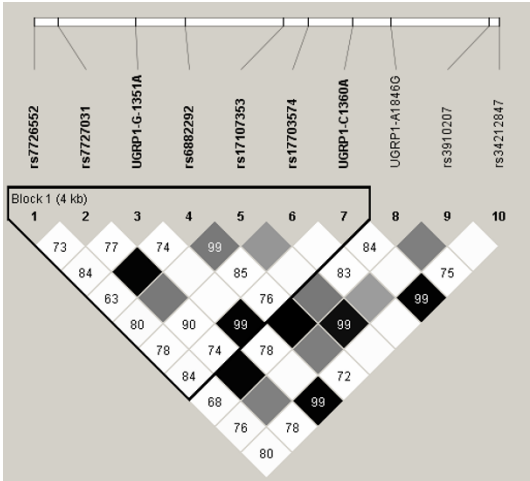 rs7726552 rs7727031 UGRP1-G-1351A rs6882292 rs17107353 rs17703574 UGRP1-C1360A UGRP1-A1846G rs3910207 rs34212847
Block 1 (4 kb)
1 2 3 4 5 6 7 8 9 10
73 77 74 99 84
84 85 83 75
63 76 99
80 90 99 99
78 74 78
84 72
68 99
76 78
80